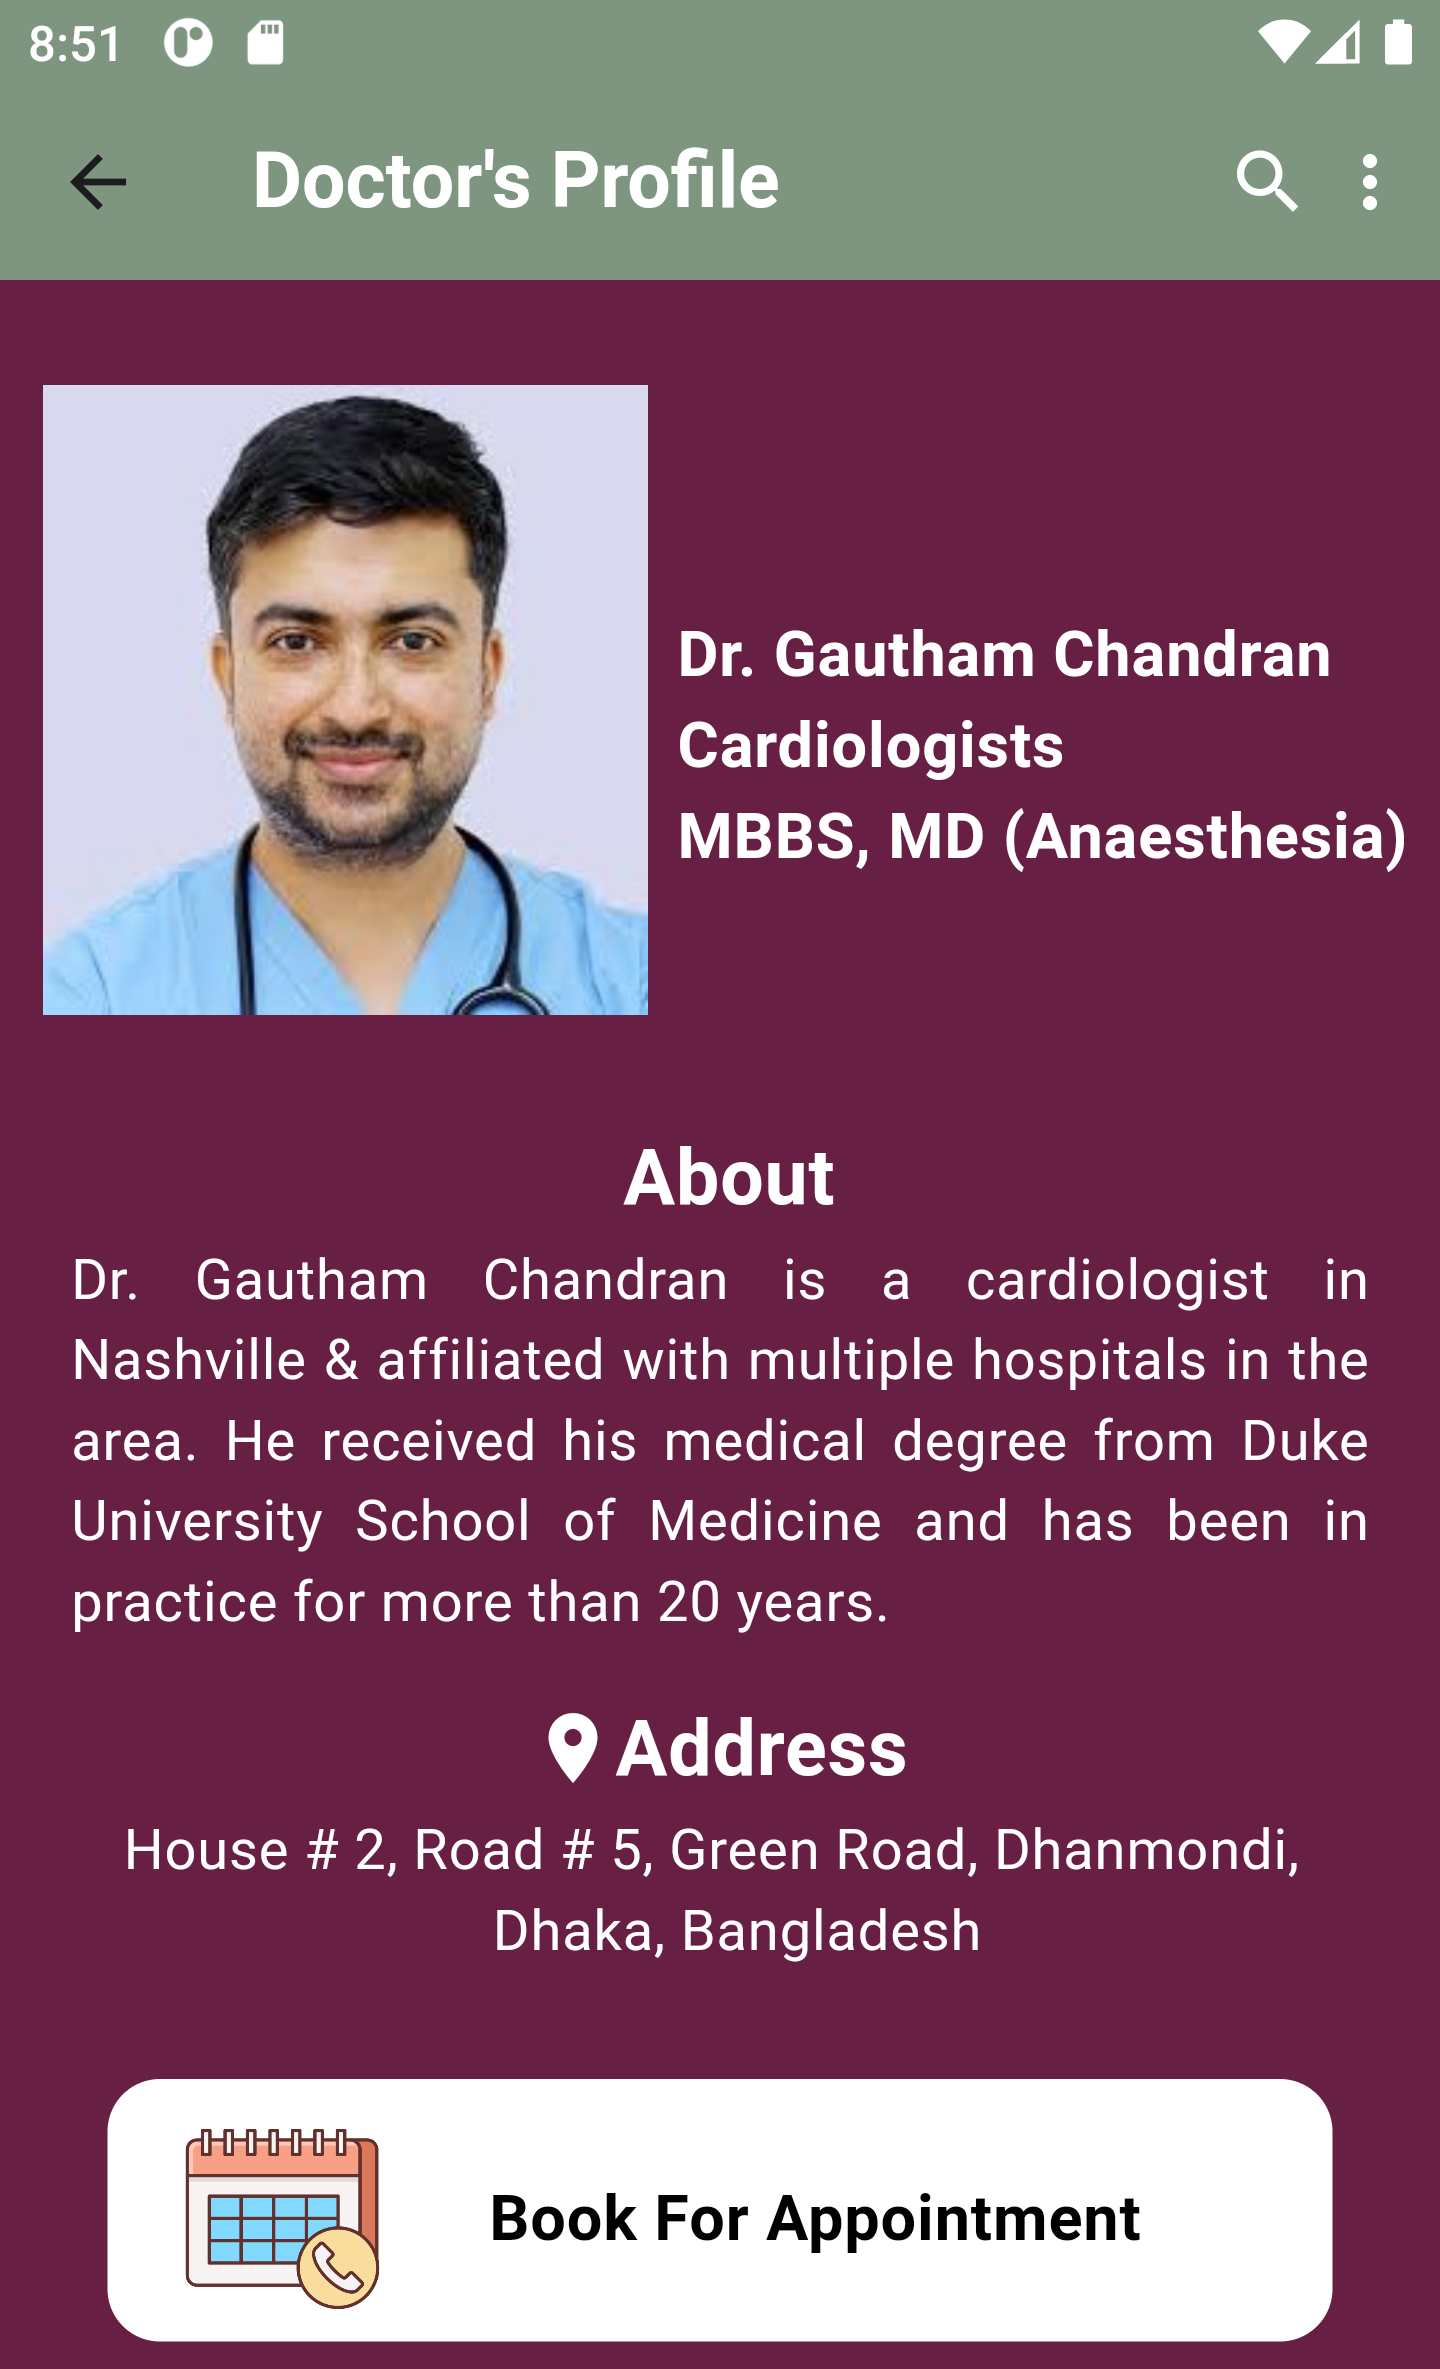 8:51
Doctor's Profile
Dr. Gautham Chandran
Cardiologists
MBBS, MD (Anaesthesia)
About
Dr. Gautham Chandran is a cardiologist in
Nashville & affiliated with multiple hospitals in the
area. He received his medical degree from Duke
University School of Medicine and has been in
practice for more than 20 years.
Address
House # 2, Road # 5, Green Road, Dhanmondi,
Dhaka, Bangladesh
Book For Appointment